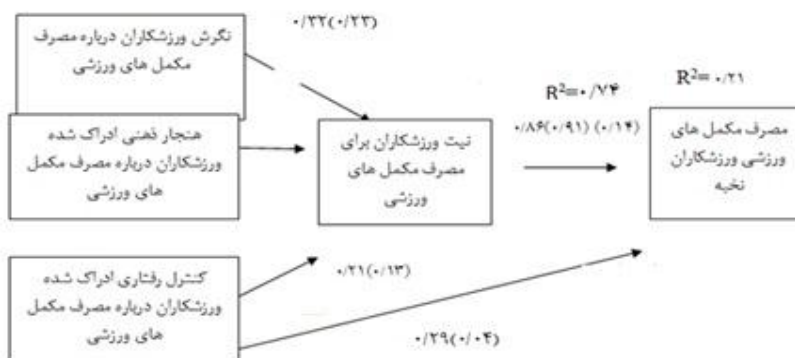 نگرش ورزشکاران درباره مصرف
مکمل های ورزشی
۰/۳۲(۰/۲۳)
هنجار ذهنی ادراک شده
ورزشکاران درباره مصرف مکمل
های ورزشی
نیت ورزشکاران برای
مصرف مکمل های
ورزشی
R²=۰/۷۴
۰/۸۶(۰/۹۱) (۰/۱۴)
R²= ۰/۲۱
مصرف مکمل های
ورزشی ورزشکاران
نخبه
کنترل رفتاری ادراک شده
ورزشکاران درباره مصرف مکمل
های ورزشی
۰/۲۱(۰/۱۳)
۰/۲۹(۰/۰۴)